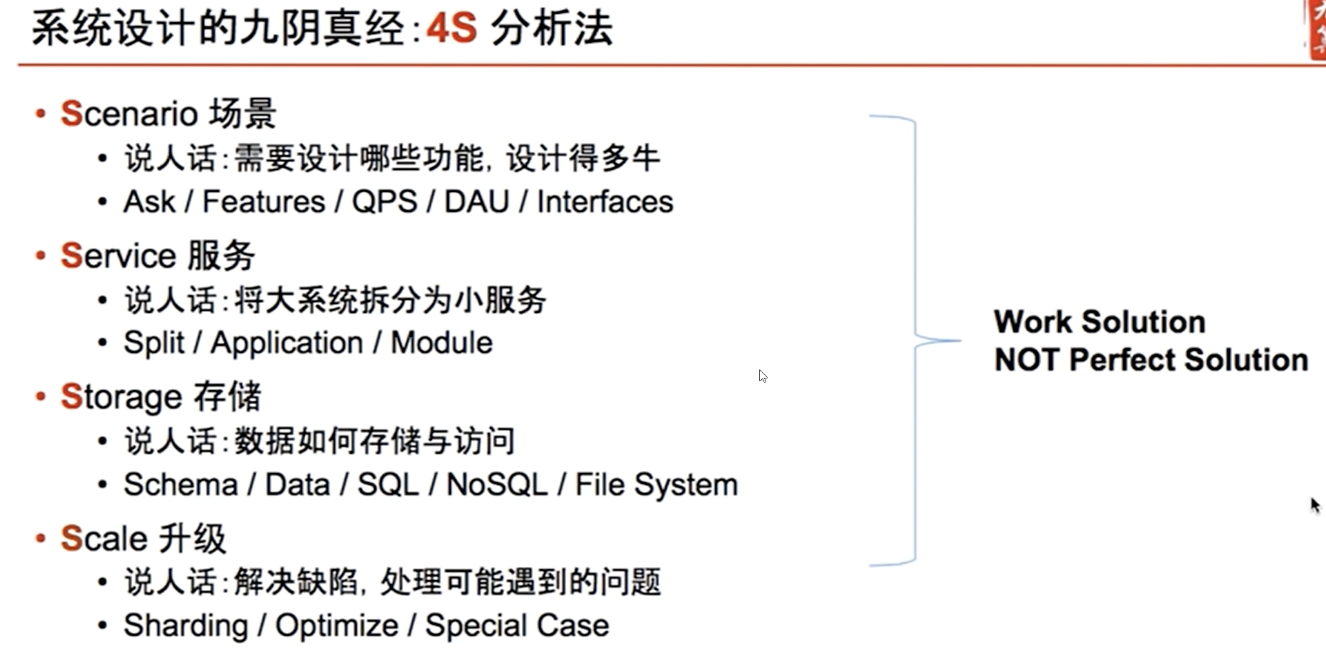 系统设计的九阴真经:4S 分析法
• Scenario 场景
• 说人话:需要设计哪些功能, 设计得多牛
• Ask / Features / QPS / DAU / Interfaces
• Service 服务
• 说人话:将大系统拆分为小服务
• Split / Application / Module
• Storage 存储
• 说人话:数据如何存储与访问
• Schema / Data / SQL / NoSQL / File System
• Scale 升级
• 说人话:解决缺陷, 处理可能遇到的问题
• Sharding / Optimize / Special Case
Work Solution
NOT Perfect Solution